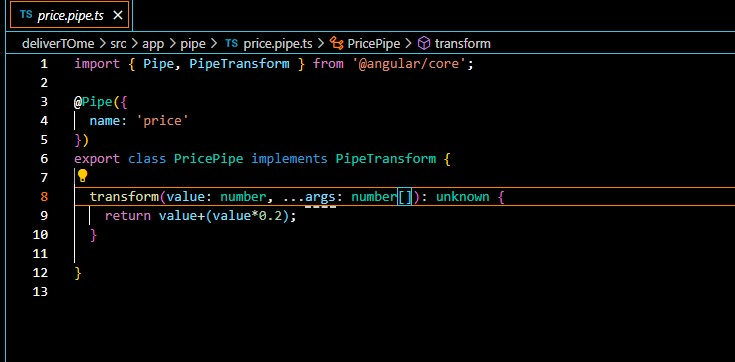 TS price.pipe.ts ×
deliverTOme > src > app > pipe > TS price.pipe.ts > PricePipe > transform
1 import { Pipe, PipeTransform } from '@angular/core';
2
3 @Pipe({
4   name: 'price'
5 })
6 export class PricePipe implements PipeTransform {
7
8   transform(value: number, ...args: number[]): unknown {
9     return value+(value*0.2);
10   }
11
12 }
13